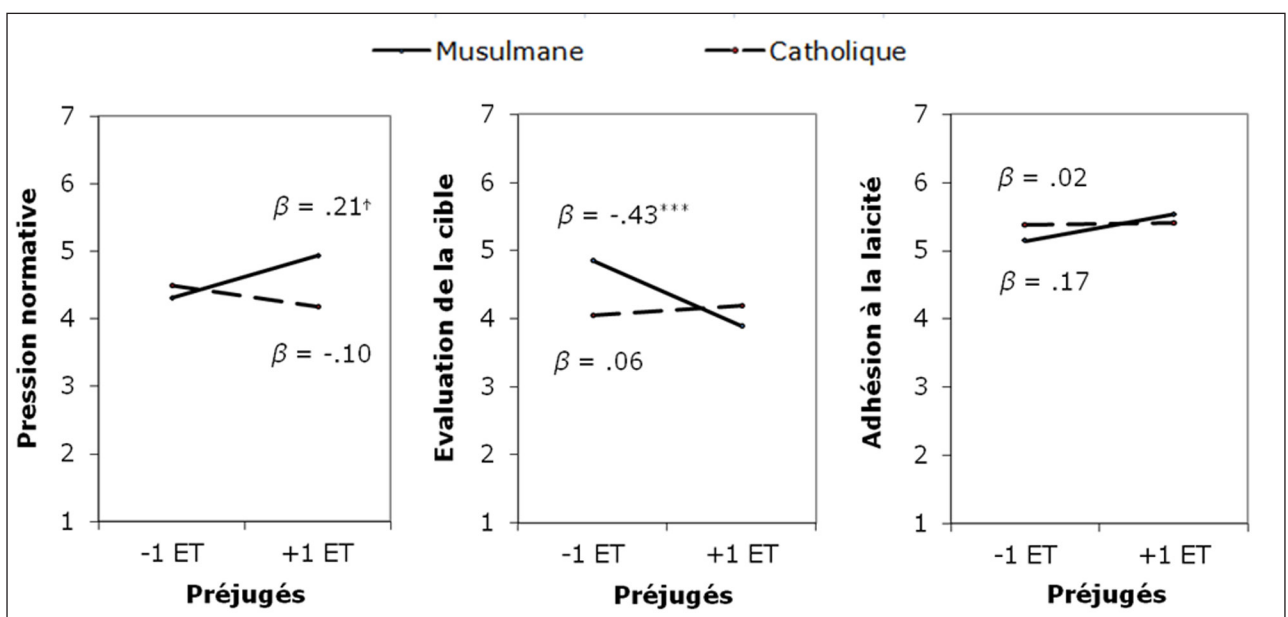 Musulmane
Catholique
Pression normative
7
6
5
4
3
2
1
β = .21†
β = -.10
-1 ET
+1 ET
Préjugés
Evaluation de la cible
7
6
5
4
3
2
1
β = -.43***
β = .06
-1 ET
+1 ET
Préjugés
Adhésion à la laicité
7
6
5
4
3
2
1
β = .02
β = .17
-1 ET
+1 ET
Préjugés